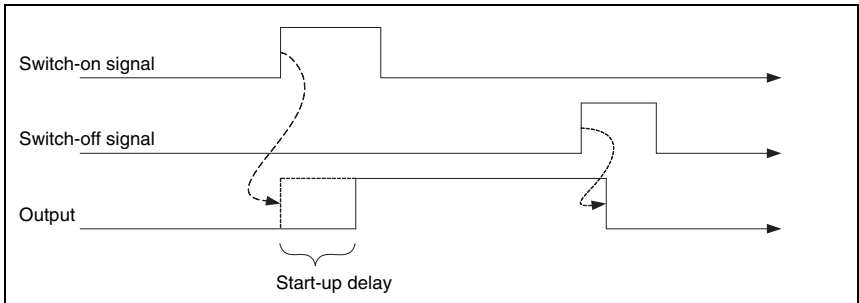 Switch-on signal
Switch-off signal
Output
Start-up delay